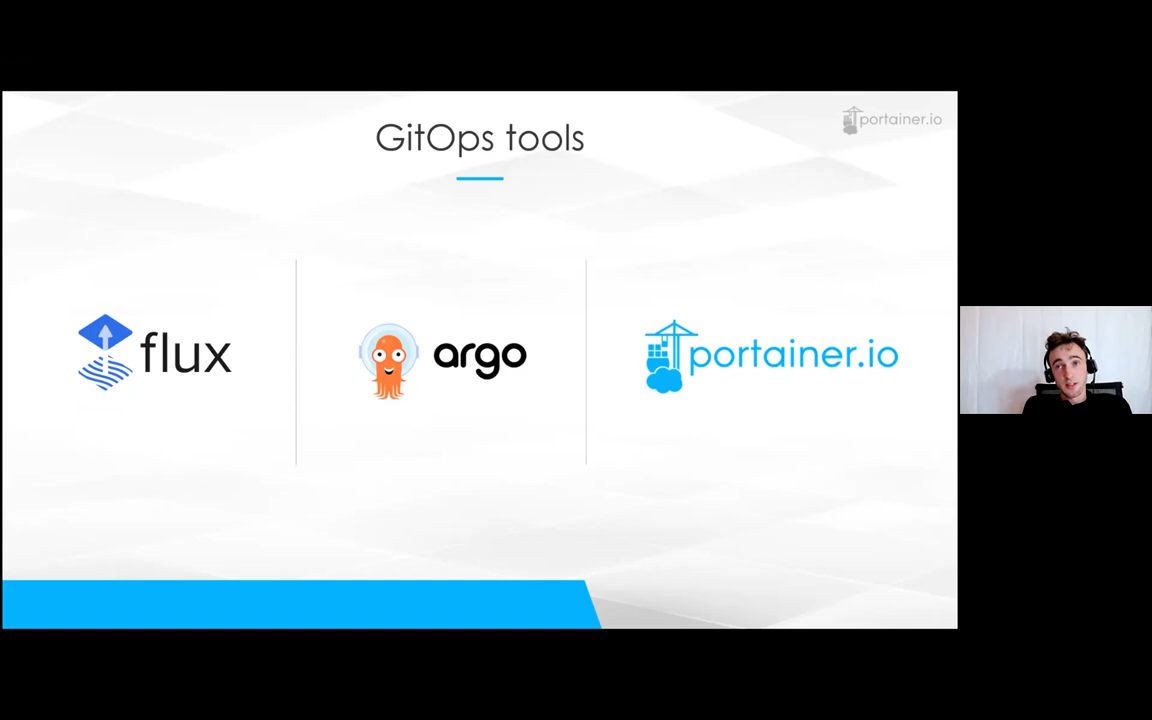 GitOps tools
portainer.io
flux
argo
portainer.io